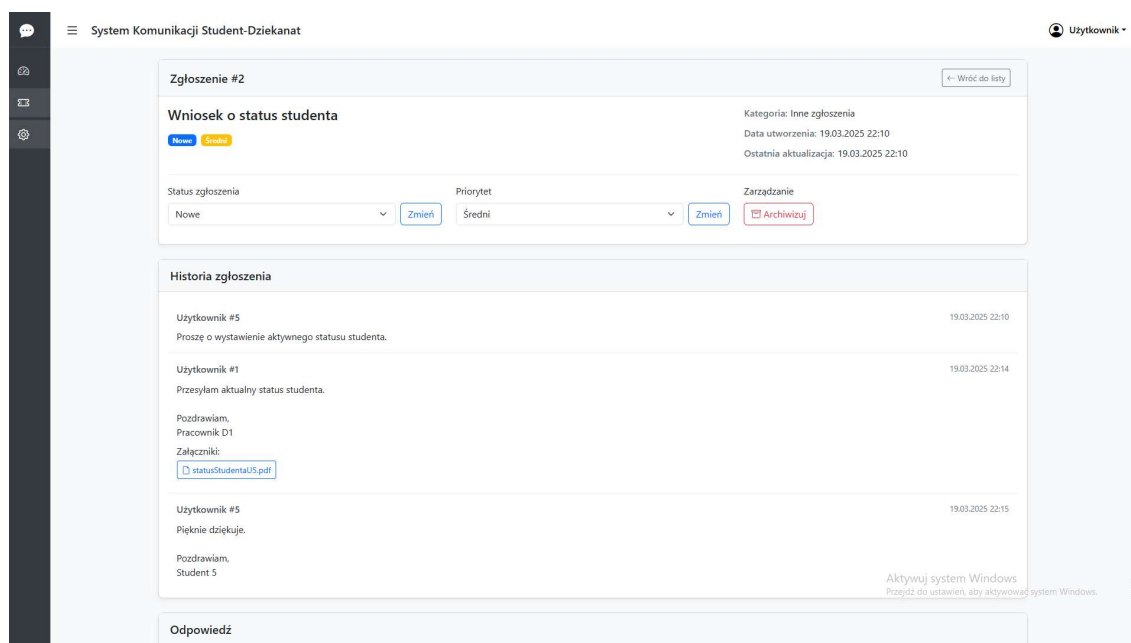 System Komunikacji Student-Dziekanat
Użytkownik
Zgłoszenie #2
← Wróć do listy
Wniosek o status studenta
Nowe Średni
Kategoria: Inne zgłoszenia
Data utworzenia: 19.03.2025 22:10
Ostatnia aktualizacja: 19.03.2025 22:10
Status zgłoszenia
Nowe
Zmień
Priorytet
Średni
Zmień
Zarządzanie
Archiwizuj
Historia zgłoszenia
Użytkownik #5 19.03.2025 22:10
Proszę o wystawienie aktywnego statusu studenta.
Użytkownik #1 19.03.2025 22:14
Przesyłam aktualny status studenta.
Pozdrawiam,
Pracownik D1
Załączniki:
statusStudentaU5.pdf
Użytkownik #5 19.03.2025 22:15
Pięknie dziękuje.
Pozdrawiam,
Student 5
Aktywuj system Windows
Przejdź do ustawień, aby aktywować system Windows.
Odpowiedź